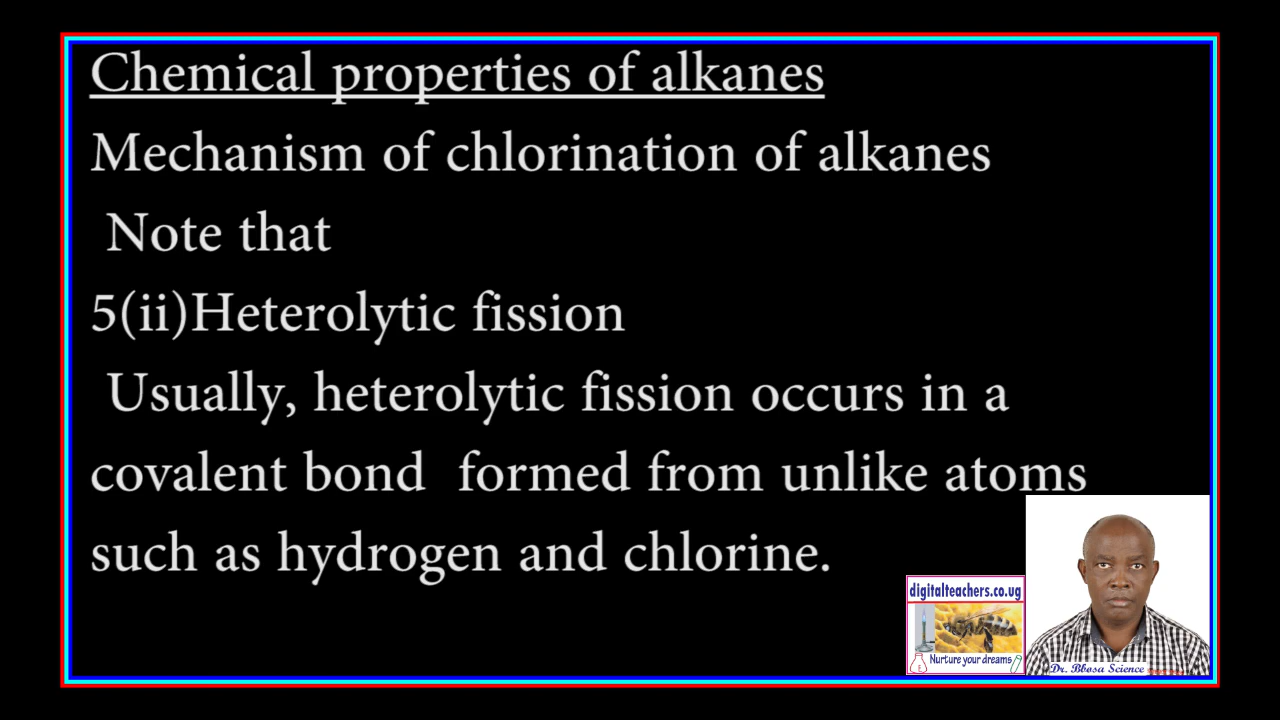 Chemical properties of alkanes
Mechanism of chlorination of alkanes
Note that
5(ii)Heterolytic fission
Usually, heterolytic fission occurs in a
covalent bond formed from unlike atoms
such as hydrogen and chlorine.
digitalteachers.co.ug
Nurture your dreams
Dr. Bbosa Science